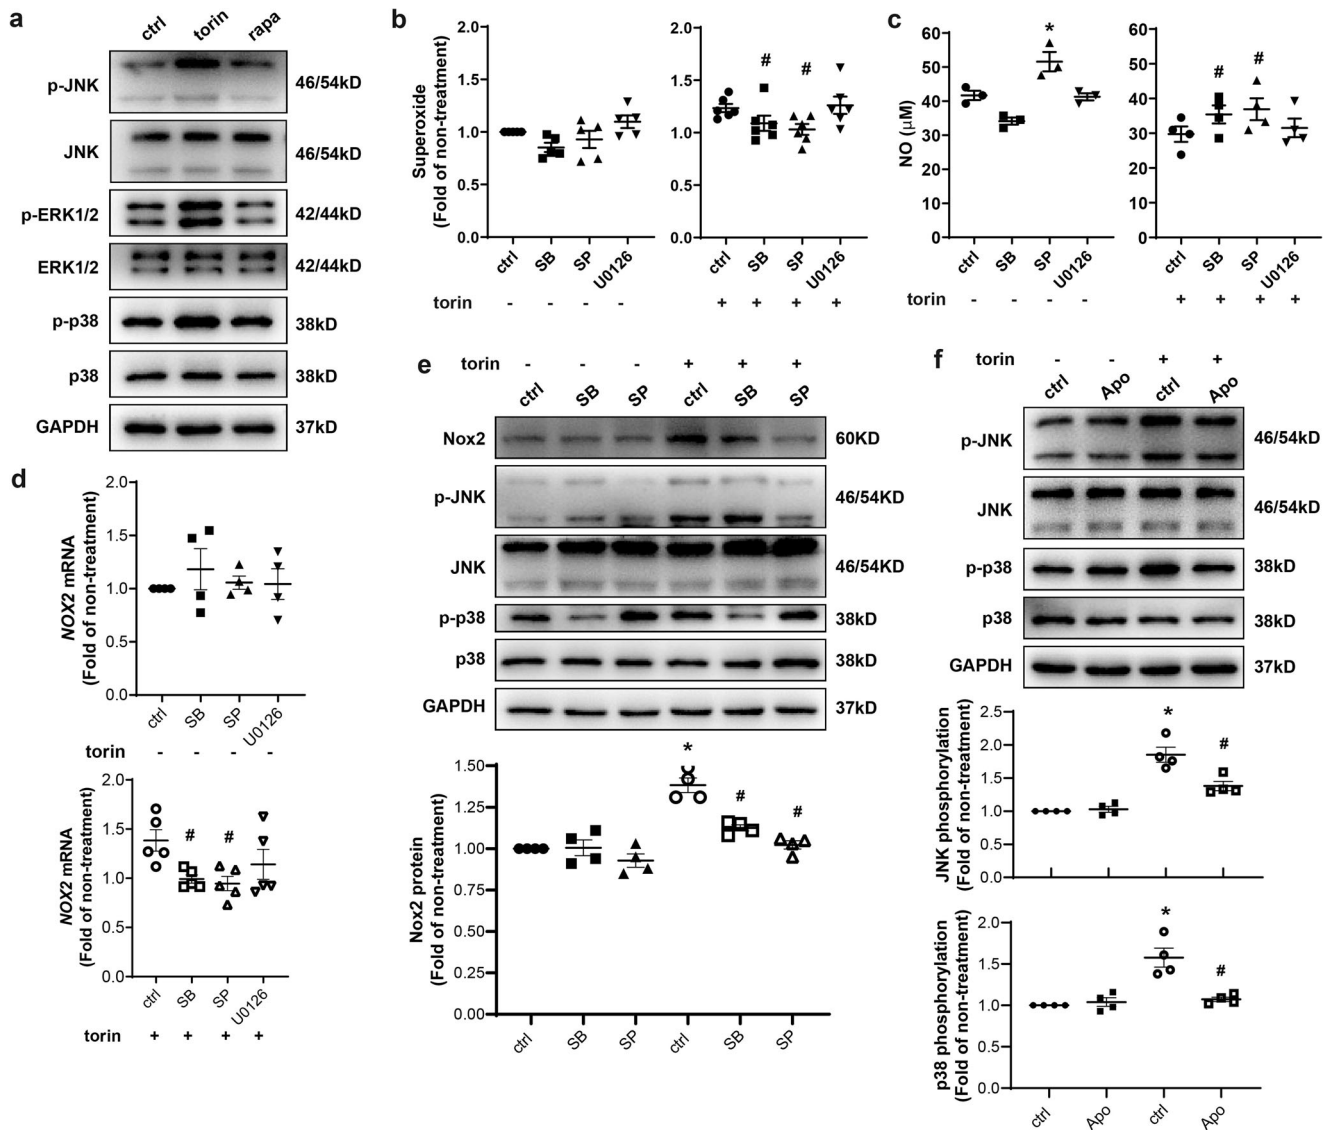 a
ctrl torin rapa
p-JNK 46/54kD
JNK 46/54kD
p-ERK1/2 42/44kD
ERK1/2 42/44kD
p-p38 38kD
p38 38kD
GAPDH 37kD
b
Superoxide
(Fold of non-treatment)
2.0
1.5
1.0
0.5
0.0
ctrl SB SP U0126
torin - - - -
2.0
1.5
1.0
0.5
0.0
# #
ctrl SB SP U0126
+ + + +
c
NO (μM)
60
50
40
30
20
10
0
*
ctrl SB SP U0126
torin - - - -
60
50
40
30
20
10
0
# #
ctrl SB SP U0126
+ + + +
d
NOX2 mRNA
(Fold of non-treatment)
2.0
1.5
1.0
0.5
0.0
ctrl SB SP U0126
torin - - - -
NOX2 mRNA
(Fold of non-treatment)
2.0
1.5
1.0
0.5
0.0
# #
ctrl SB SP U0126
torin + + + +
e
torin - - - + + +
ctrl SB SP ctrl SB SP
Nox2 60KD
p-JNK 46/54KD
JNK 46/54KD
p-p38 38kD
p38 38kD
GAPDH 37kD
Nox2 protein
(Fold of non-treatment)
1.50
1.25
1.00
0.75
0.50
0.25
0.00
* # #
ctrl SB SP ctrl SB SP
f
torin - - + +
ctrl Apo ctrl Apo
p-JNK 46/54kD
JNK 46/54kD
p-p38 38kD
p38 38kD
GAPDH 37kD
JNK phosphorylation
(Fold of non-treatment)
2.5
2.0
1.5
1.0
0.5
0.0
* #
p38 phosphorylation
(Fold of non-treatment)
2.0
1.5
1.0
0.5
0.0
* #
ctrl Apo ctrl Apo